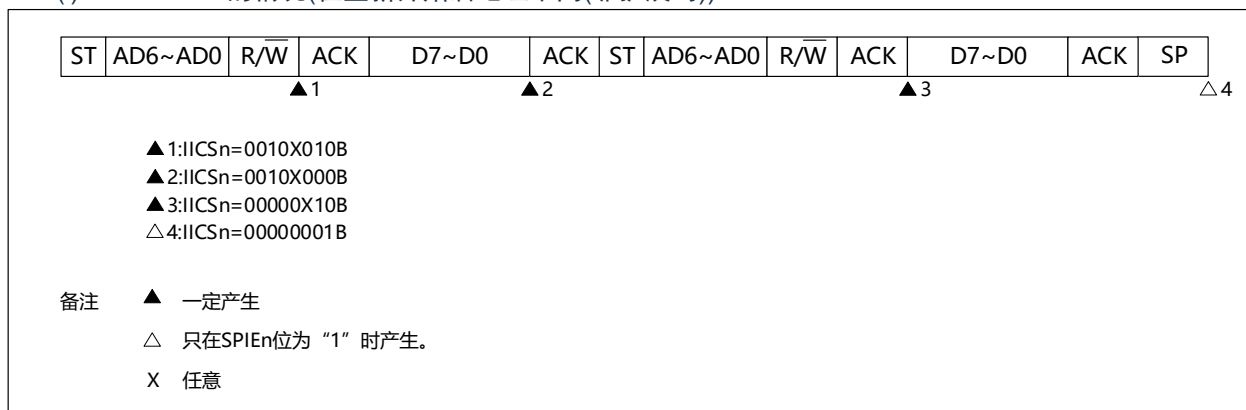 ST AD6~AD0 R/W ACK D7~D0 ACK ST AD6~AD0 R/W ACK D7~D0 ACK SP
▲1 ▲2 ▲3 △4
▲1:IICSn=0010X010B
▲2:IICSn=0010X000B
▲3:IICSn=00000X10B
△4:IICSn=00000001B
备注 ▲ 一定产生
△ 只在SPIEn位为“1”时产生。
X 任意